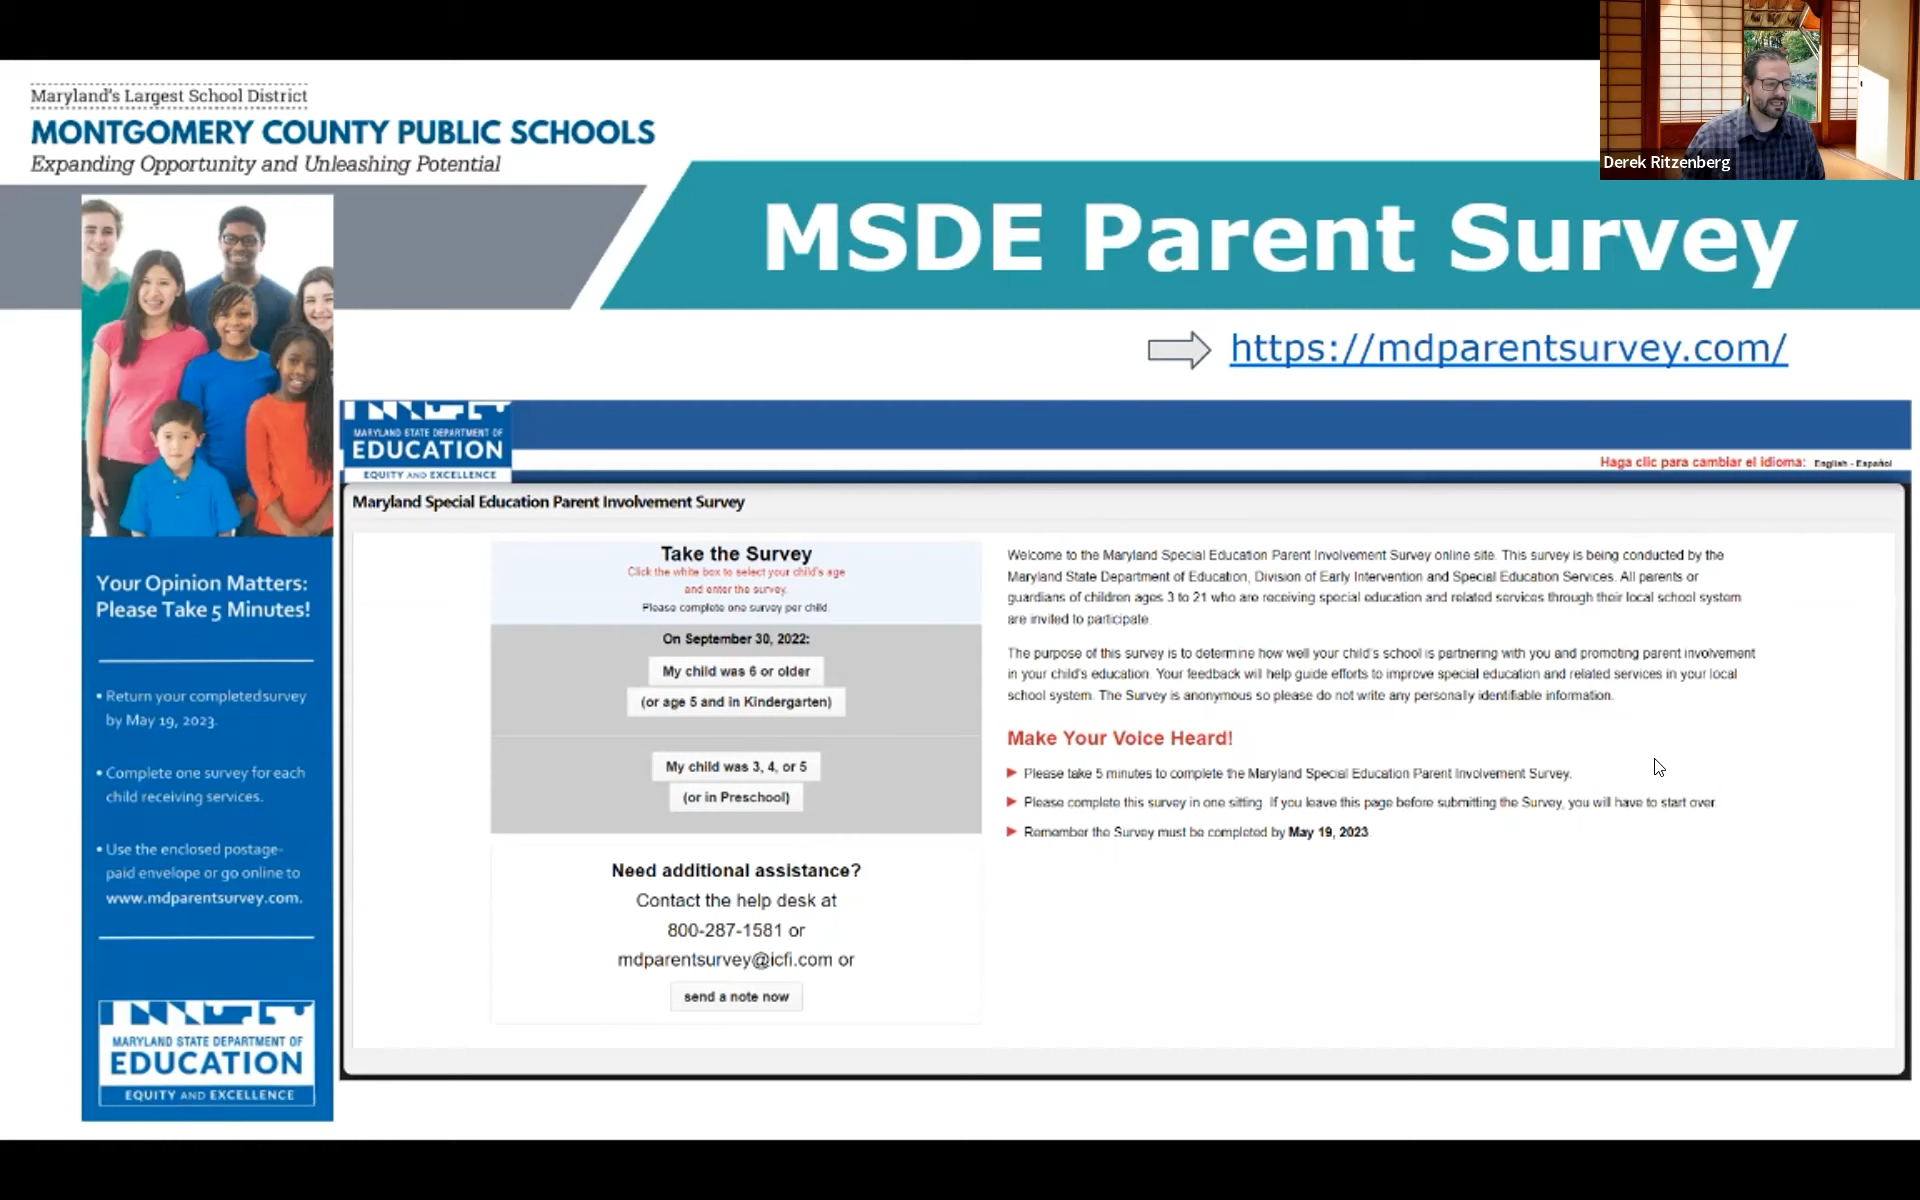 Maryland's Largest School District
MONTGOMERY COUNTY PUBLIC SCHOOLS
Expanding Opportunity and Unleashing Potential
Derek Ritzenberg
MSDE Parent Survey
https://mdparentsurvey.com/
MARYLAND STATE DEPARTMENT OF
EDUCATION
EQUITY AND EXCELLENCE
Haga clic para cambiar el idioma: English - Español
Maryland Special Education Parent Involvement Survey
Take the Survey
Click the white box to select your child's age
and enter the survey.
Please complete one survey per child.
On September 30, 2022:
My child was 6 or older
(or age 5 and in Kindergarten)
My child was 3, 4, or 5
(or in Preschool)
Need additional assistance?
Contact the help desk at
800-287-1581 or
mdparentsurvey@icfi.com or
send a note now
Welcome to the Maryland Special Education Parent Involvement Survey online site. This survey is being conducted by the
Maryland State Department of Education, Division of Early Intervention and Special Education Services. All parents or
guardians of children ages 3 to 21 who are receiving special education and related services through their local school system
are invited to participate.
The purpose of this survey is to determine how well your child's school is partnering with you and promoting parent involvement
in your child's education. Your feedback will help guide efforts to improve special education and related services in your local
school system. The Survey is anonymous so please do not write any personally identifiable information.
Make Your Voice Heard!
Please take 5 minutes to complete the Maryland Special Education Parent Involvement Survey.
Please complete this survey in one sitting. If you leave this page before submitting the Survey, you will have to start over.
Remember the Survey must be completed by May 19, 2023
Your Opinion Matters:
Please Take 5 Minutes!
• Return your completed survey
by May 19, 2023.
• Complete one survey for each
child receiving services.
• Use the enclosed postage-
paid envelope or go online to
www.mdparentsurvey.com.
MARYLAND STATE DEPARTMENT OF
EDUCATION
EQUITY AND EXCELLENCE